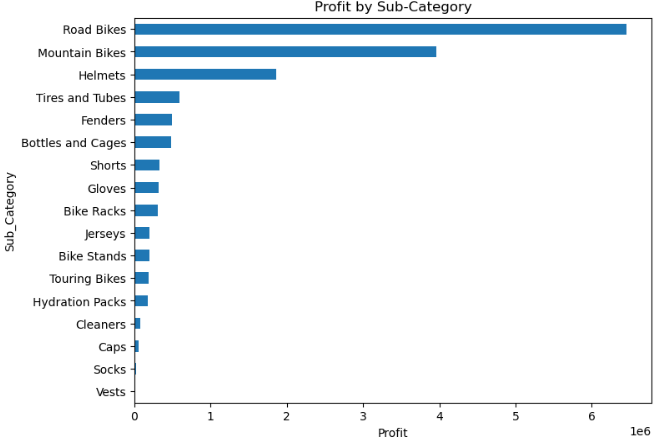 Profit by Sub-Category
Road Bikes
Mountain Bikes
Helmets
Tires and Tubes
Fenders
Bottles and Cages
Shorts
Gloves
Bike Racks
Jerseys
Bike Stands
Touring Bikes
Hydration Packs
Cleaners
Caps
Socks
Vests
Sub_Category
0 1 2 3 4 5 6
1e6
Profit